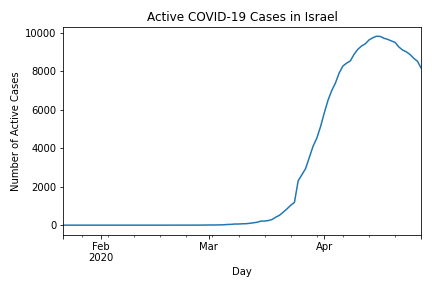 Active COVID-19 Cases in Israel
10000
8000
6000
4000
2000
0
Number of Active Cases
Feb
2020
Mar
Apr
Day